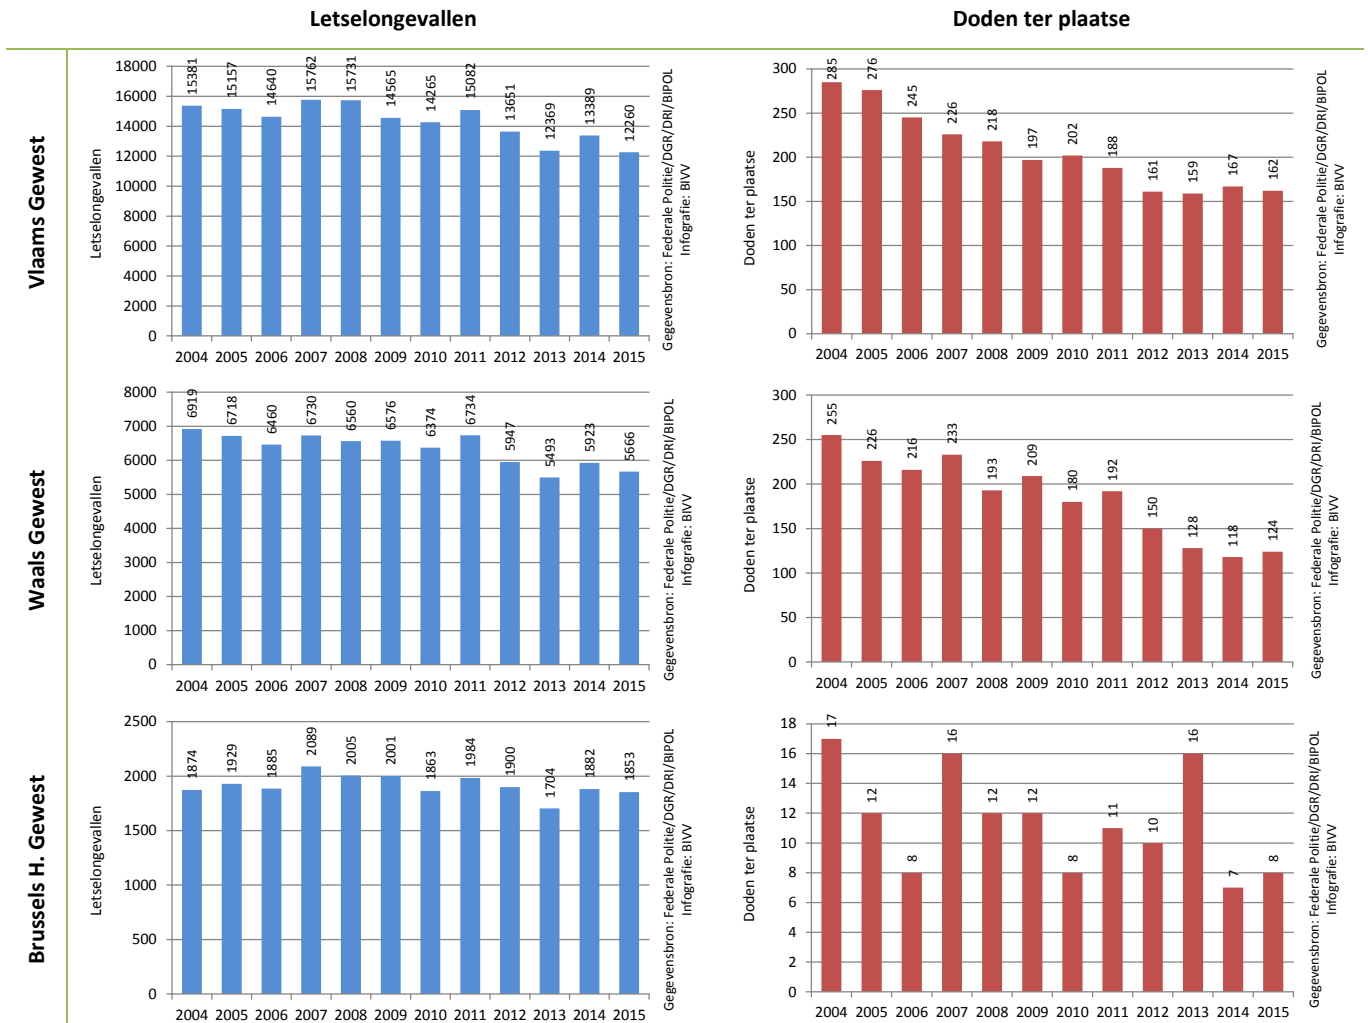 Letselongevallen
Doden ter plaatse
Vlaams Gewest
Letselongevallen
18000
16000
14000
12000
10000
8000
6000
4000
2000
0
15381 15157 14640 15762 15731 14565 14265 15082 13651 12369 13389 12260
2004 2005 2006 2007 2008 2009 2010 2011 2012 2013 2014 2015
Gegevensbron: Federale Politie/DGR/DRI/BIPOL
Infografie: BIVV
Doden ter plaatse
300
250
200
150
100
50
0
285 276 245 226 218 197 202 188 161 159 167 162
2004 2005 2006 2007 2008 2009 2010 2011 2012 2013 2014 2015
Gegevensbron: Federale Politie/DGR/DRI/BIPOL
Infografie: BIVV
Waals Gewest
Letselongevallen
8000
7000
6000
5000
4000
3000
2000
1000
0
6919 6718 6460 6730 6560 6576 6374 6734 5947 5493 5923 5666
2004 2005 2006 2007 2008 2009 2010 2011 2012 2013 2014 2015
Gegevensbron: Federale Politie/DGR/DRI/BIPOL
Infografie: BIVV
Doden ter plaatse
300
250
200
150
100
50
0
255 226 216 233 193 209 180 192 150 128 118 124
2004 2005 2006 2007 2008 2009 2010 2011 2012 2013 2014 2015
Gegevensbron: Federale Politie/DGR/DRI/BIPOL
Infografie: BIVV
Brussels H. Gewest
Letselongevallen
2500
2000
1500
1000
500
0
1874 1929 1885 2089 2005 2001 1863 1984 1900 1704 1882 1853
2004 2005 2006 2007 2008 2009 2010 2011 2012 2013 2014 2015
Gegevensbron: Federale Politie/DGR/DRI/BIPOL
Infografie: BIVV
Doden ter plaatse
18
16
14
12
10
8
6
4
2
0
17 12 8 16 12 12 8 11 10 16 7 8
2004 2005 2006 2007 2008 2009 2010 2011 2012 2013 2014 2015
Gegevensbron: Federale Politie/DGR/DRI/BIPOL
Infografie: BIVV